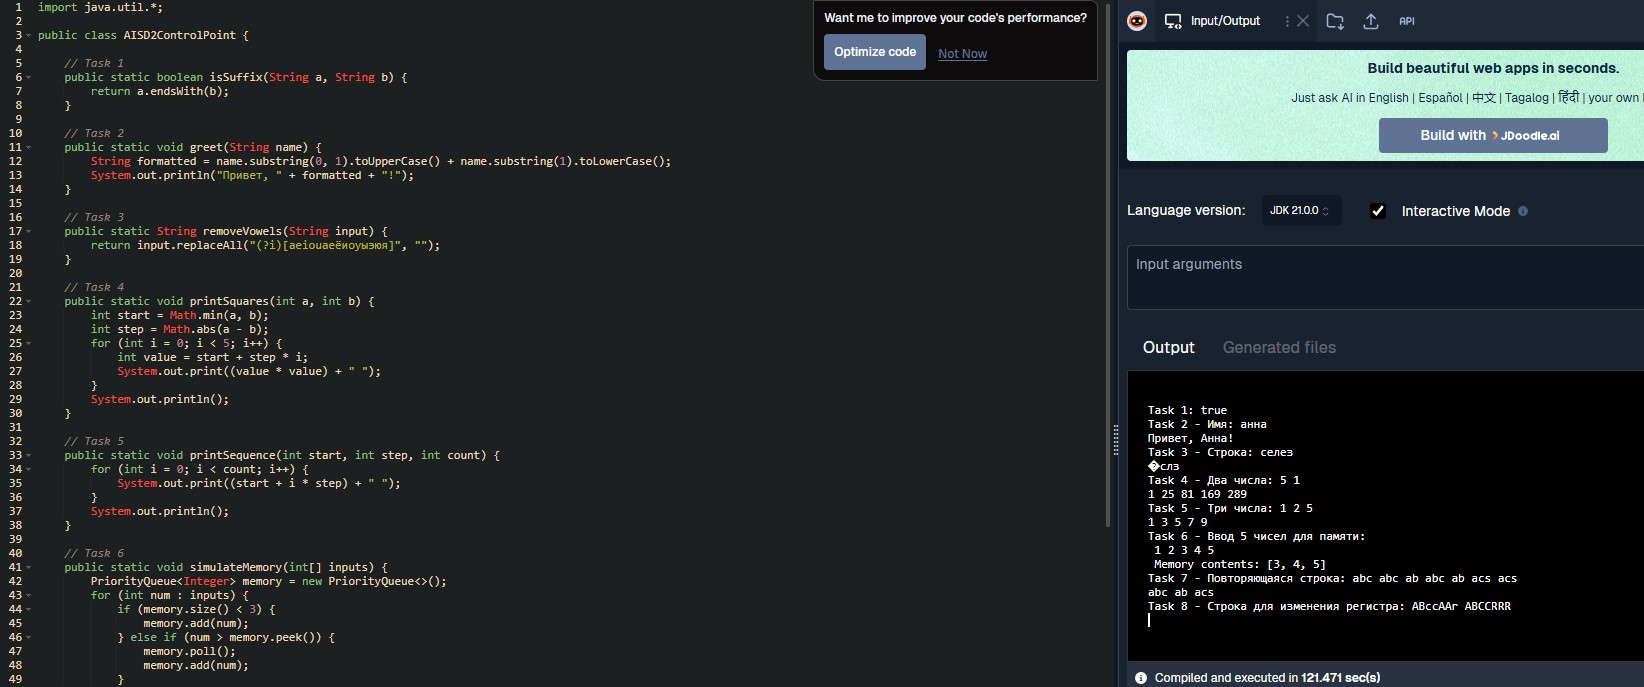 1 import java.util.*;
2
3 public class AISD2ControlPoint {
4
5 // Task 1
6 public static boolean isSuffix(String a, String b) {
7 return a.endsWith(b);
8 }
9
10 // Task 2
11 public static void greet(String name) {
12 String formatted = name.substring(0, 1).toUpperCase() + name.substring(1).toLowerCase();
13 System.out.println("Привет, " + formatted + "!");
14 }
15
16 // Task 3
17 public static String removeVowels(String input) {
18 return input.replaceAll("(?i)[aeiouаеёиоуыэюя]", "");
19 }
20
21 // Task 4
22 public static void printSquares(int a, int b) {
23 int start = Math.min(a, b);
24 int step = Math.abs(a - b);
25 for (int i = 0; i < 5; i++) {
26 int value = start + step * i;
27 System.out.print((value * value) + " ");
28 }
29 System.out.println();
30 }
31
32 // Task 5
33 public static void printSequence(int start, int step, int count) {
34 for (int i = 0; i < count; i++) {
35 System.out.print((start + i * step) + " ");
36 }
37 System.out.println();
38 }
39
40 // Task 6
41 public static void simulateMemory(int[] inputs) {
42 PriorityQueue<Integer> memory = new PriorityQueue<>();
43 for (int num : inputs) {
44 if (memory.size() < 3) {
45 memory.add(num);
46 } else if (num > memory.peek()) {
47 memory.poll();
48 memory.add(num);
49 }
Want me to improve your code's performance?
Optimize code Not Now
Input/Output API
Build beautiful web apps in seconds.
Just ask AI in English | Español | 中文 | Tagalog | हिंदी | your own
Build with JDoodle.ai
Language version: JDK 21.0.0 Interactive Mode
Input arguments
Output Generated files
Task 1: true
Task 2 - Имя: анна
Привет, Анна!
Task 3 - Строка: селез
�слз
Task 4 - Два числа: 5 1
1 25 81 169 289
Task 5 - Три числа: 1 2 5
1 3 5 7 9
Task 6 - Ввод 5 чисел для памяти:
1 2 3 4 5
Memory contents: [3, 4, 5]
Task 7 - Повторяющаяся строка: abc abc ab abc ab acs acs
abc ab acs
Task 8 - Строка для изменения регистра: ABccAAr ABCCRRR
Compiled and executed in 121.471 sec(s)